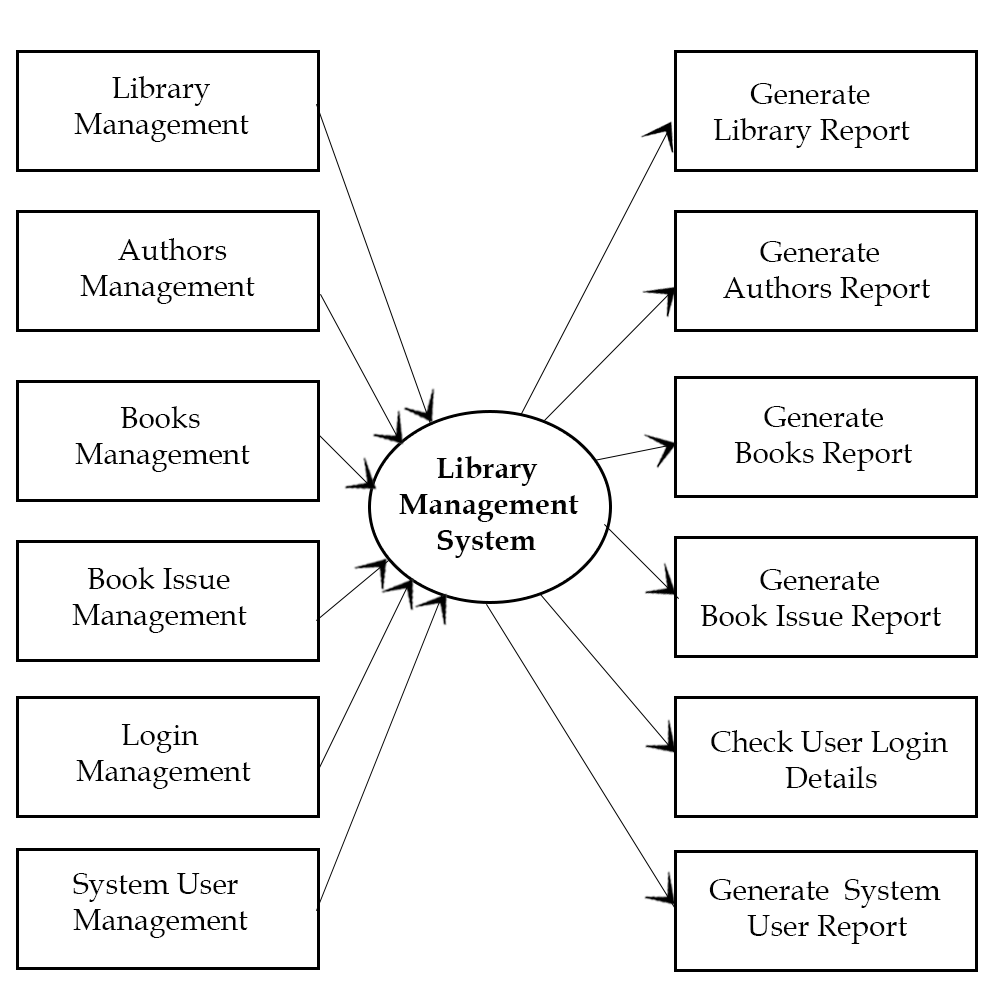 Library
Management
Authors
Management
Books
Management
Book Issue
Management
Login
Management
System User
Management
Library
Management
System
Generate
Library Report
Generate
Authors Report
Generate
Books Report
Generate
Book Issue Report
Check User Login
Details
Generate System
User Report